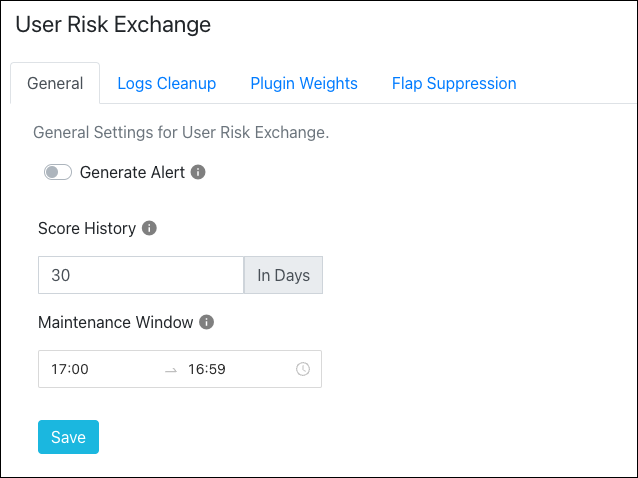 User Risk Exchange
General Logs Cleanup Plugin Weights Flap Suppression
General Settings for User Risk Exchange.
Generate Alert
Score History
30 In Days
Maintenance Window
17:00 → 16:59
Save